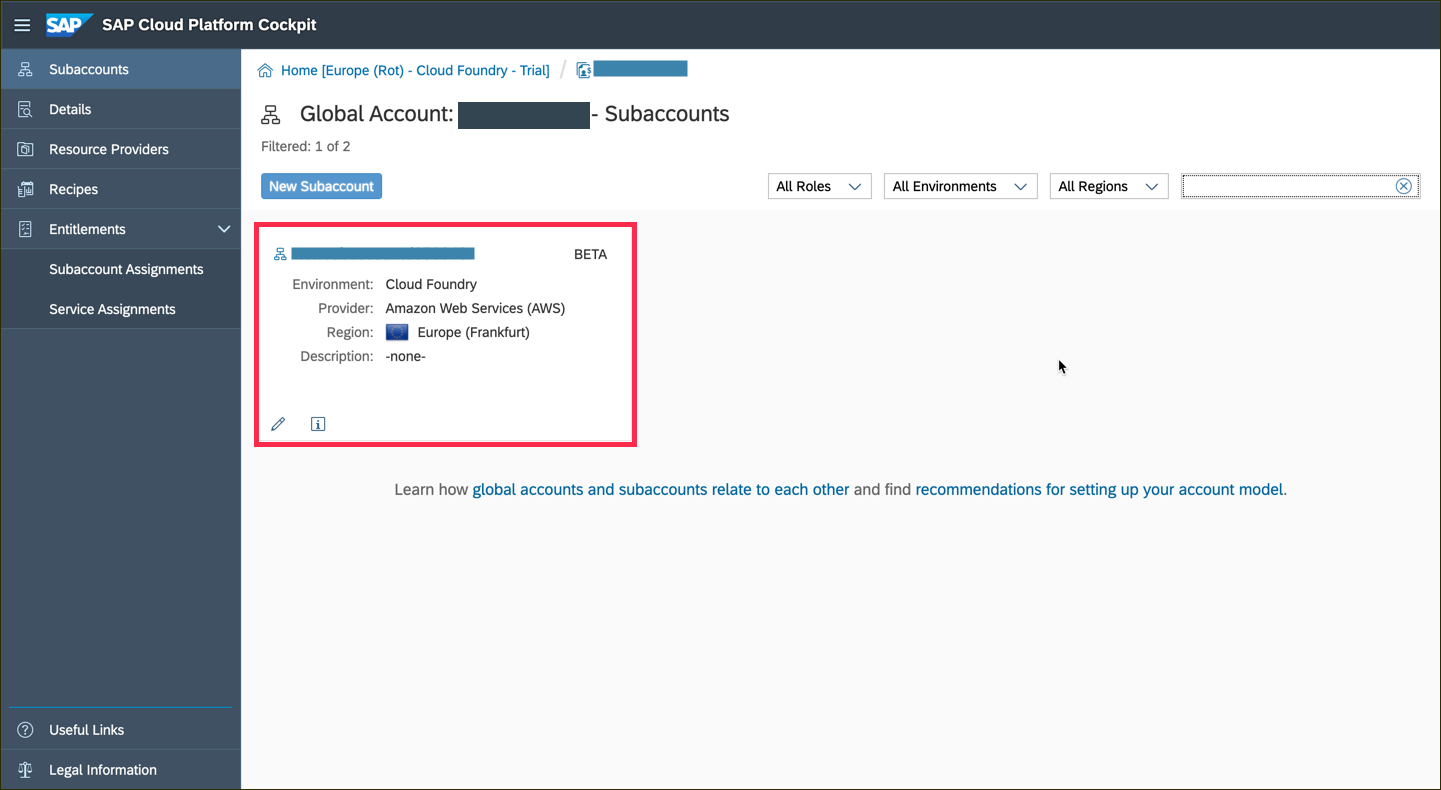 SAP SAP Cloud Platform Cockpit
Subaccounts
Details
Resource Providers
Recipes
Entitlements
Subaccount Assignments
Service Assignments
Useful Links
Legal Information
Home [Europe (Rot) - Cloud Foundry - Trial] /
Global Account: - Subaccounts
Filtered: 1 of 2
New Subaccount All Roles All Environments All Regions
BETA
Environment: Cloud Foundry
Provider: Amazon Web Services (AWS)
Region: Europe (Frankfurt)
Description: -none-
Learn how global accounts and subaccounts relate to each other and find recommendations for setting up your account model.